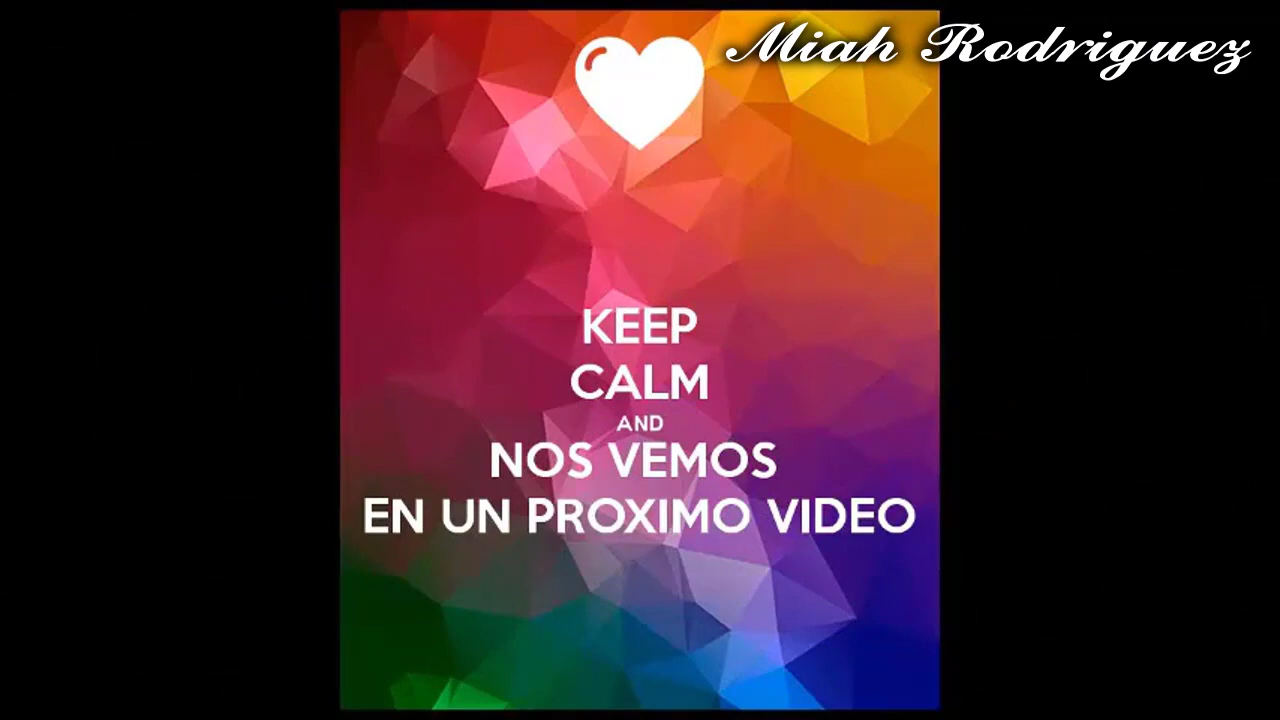 Miah Rodriguez
KEEP
CALM
AND
NOS VEMOS
EN UN PROXIMO VIDEO